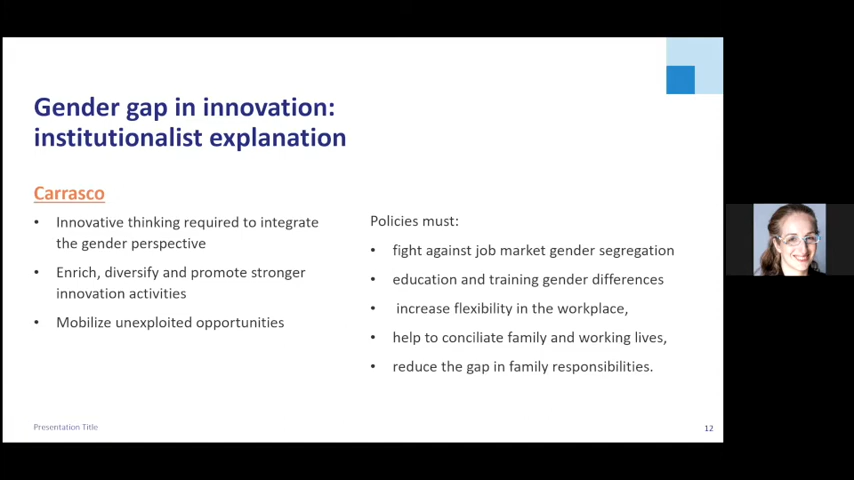 Gender gap in innovation:
institutionalist explanation
Carrasco
• Innovative thinking required to integrate
the gender perspective
• Enrich, diversify and promote stronger
innovation activities
• Mobilize unexploited opportunities
Policies must:
• fight against job market gender segregation
• education and training gender differences
• increase flexibility in the workplace,
• help to conciliate family and working lives,
• reduce the gap in family responsibilities.
Presentation Title
12